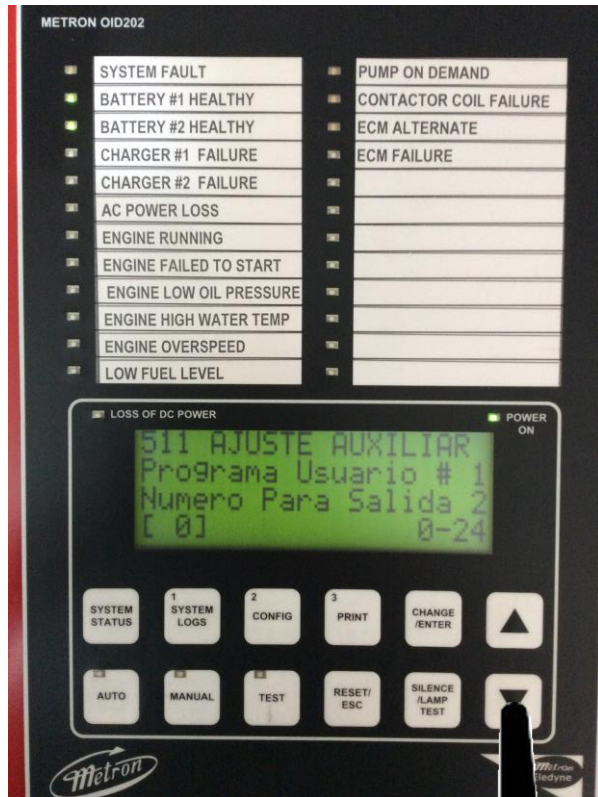 METRON OID202
SYSTEM FAULT
BATTERY #1 HEALTHY
BATTERY #2 HEALTHY
CHARGER #1 FAILURE
CHARGER #2 FAILURE
AC POWER LOSS
ENGINE RUNNING
ENGINE FAILED TO START
ENGINE LOW OIL PRESSURE
ENGINE HIGH WATER TEMP
ENGINE OVERSPEED
LOW FUEL LEVEL
PUMP ON DEMAND
CONTACTOR COIL FAILURE
ECM ALTERNATE
ECM FAILURE
LOSS OF DC POWER
POWER
ON
511 AJUSTE AUXILIAR
Programa Usuario # 1
Numero Para Salida 2
[ 0] 0-24
SYSTEM
STATUS
1
SYSTEM
LOGS
2
CONFIG
3
PRINT
CHANGE
/ENTER
AUTO
MANUAL
TEST
RESET/
ESC
SILENCE
/LAMP
TEST
Metron
Metron